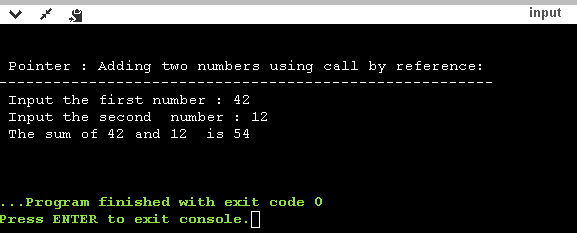 input
Pointer : Adding two numbers using call by reference:
-------------------------------------------------------
Input the first number : 42
Input the second  number : 12
The sum of 42 and 12  is 54
...Program finished with exit code 0
Press ENTER to exit console.